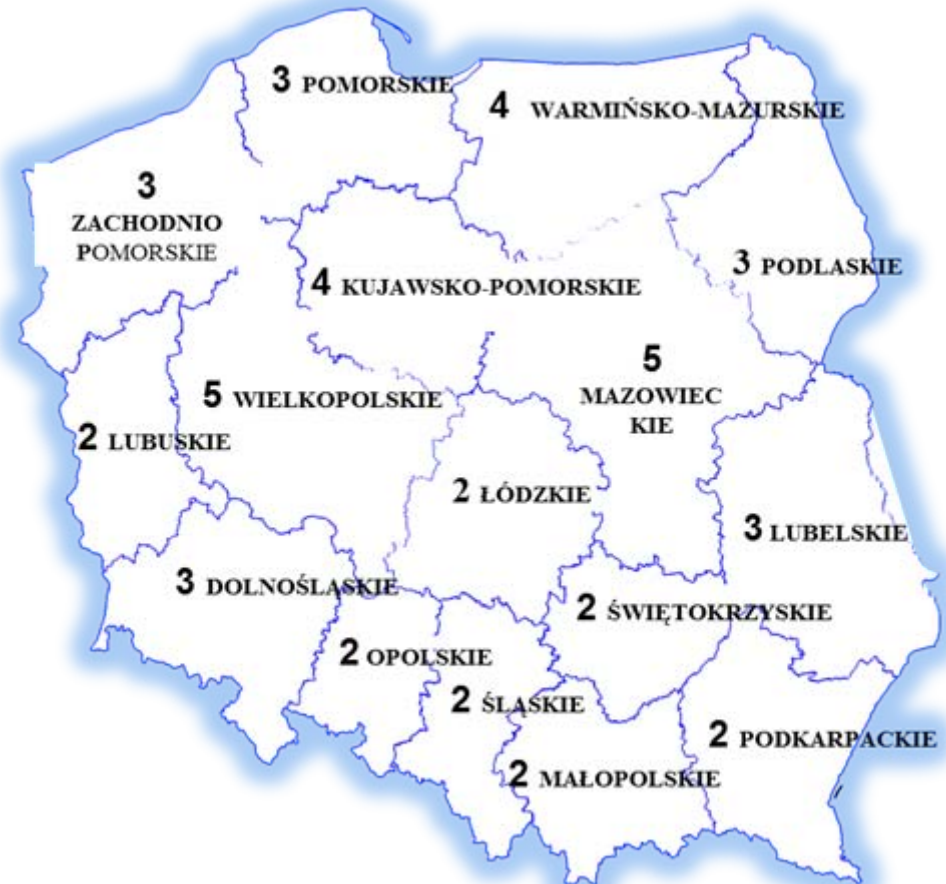 3 POMORSKIE
4 WARMIŃSKO-MAZURSKIE
3
ZACHODNIO
POMORSKIE
3 PODLASKIE
4 KUJAWSKO-POMORSKIE
5
MAZOWIEC
KIE
5 WIELKOPOLSKIE
2 LUBUSKIE
2 ŁÓDZKIE
3 LUBELSKIE
3 DOLNOŚLĄSKIE
2 ŚWIĘTOKRZYSKIE
2 OPOLSKIE
2 ŚLĄSKIE
2 PODKARPACKIE
2 MAŁOPOLSKIE